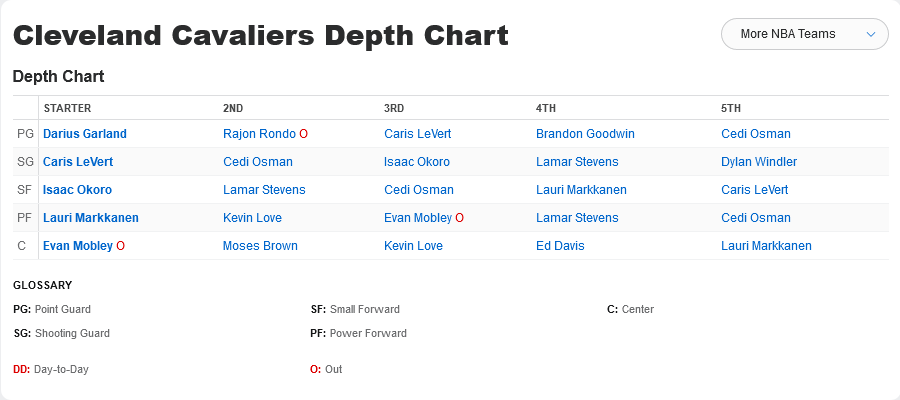 Cleveland Cavaliers Depth Chart
More NBA Teams
Depth Chart
STARTER 2ND 3RD 4TH 5TH
PG Darius Garland Rajon Rondo O Caris LeVert Brandon Goodwin Cedi Osman
SG Caris LeVert Cedi Osman Isaac Okoro Lamar Stevens Dylan Windler
SF Isaac Okoro Lamar Stevens Cedi Osman Lauri Markkanen Caris LeVert
PF Lauri Markkanen Kevin Love Evan Mobley O Lamar Stevens Cedi Osman
C Evan Mobley O Moses Brown Kevin Love Ed Davis Lauri Markkanen
GLOSSARY
PG: Point Guard SF: Small Forward C: Center
SG: Shooting Guard PF: Power Forward
DD: Day-to-Day O: Out